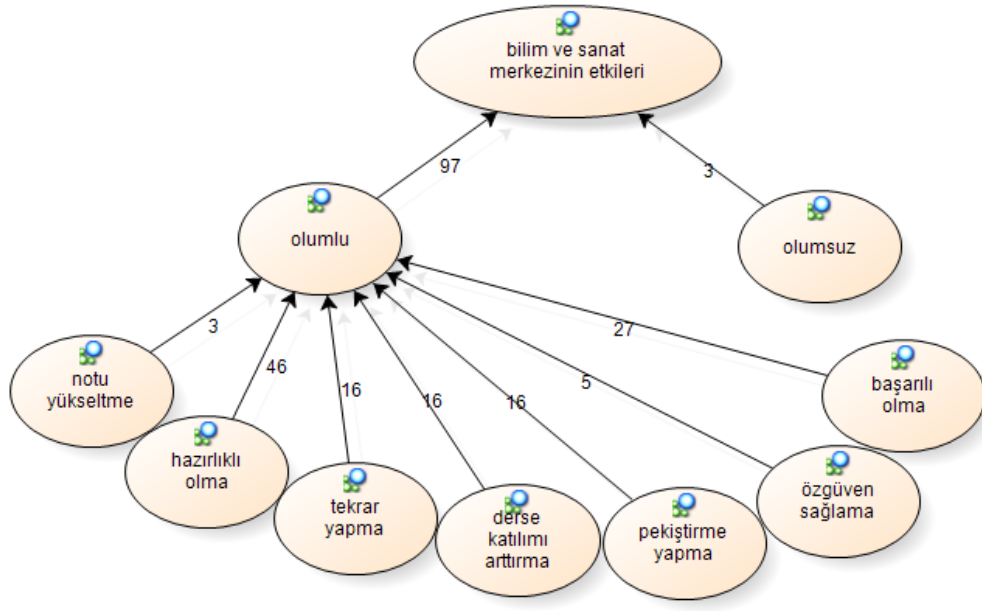 bilim ve sanat
merkezinin etkileri
97
3
olumlu
olumsuz
3
46
16
16
16
5
27
notu
yükseltme
hazırlıklı
olma
tekrar
yapma
derse
katılımı
arttırma
pekiştirme
yapma
özgüven
sağlama
başarılı
olma